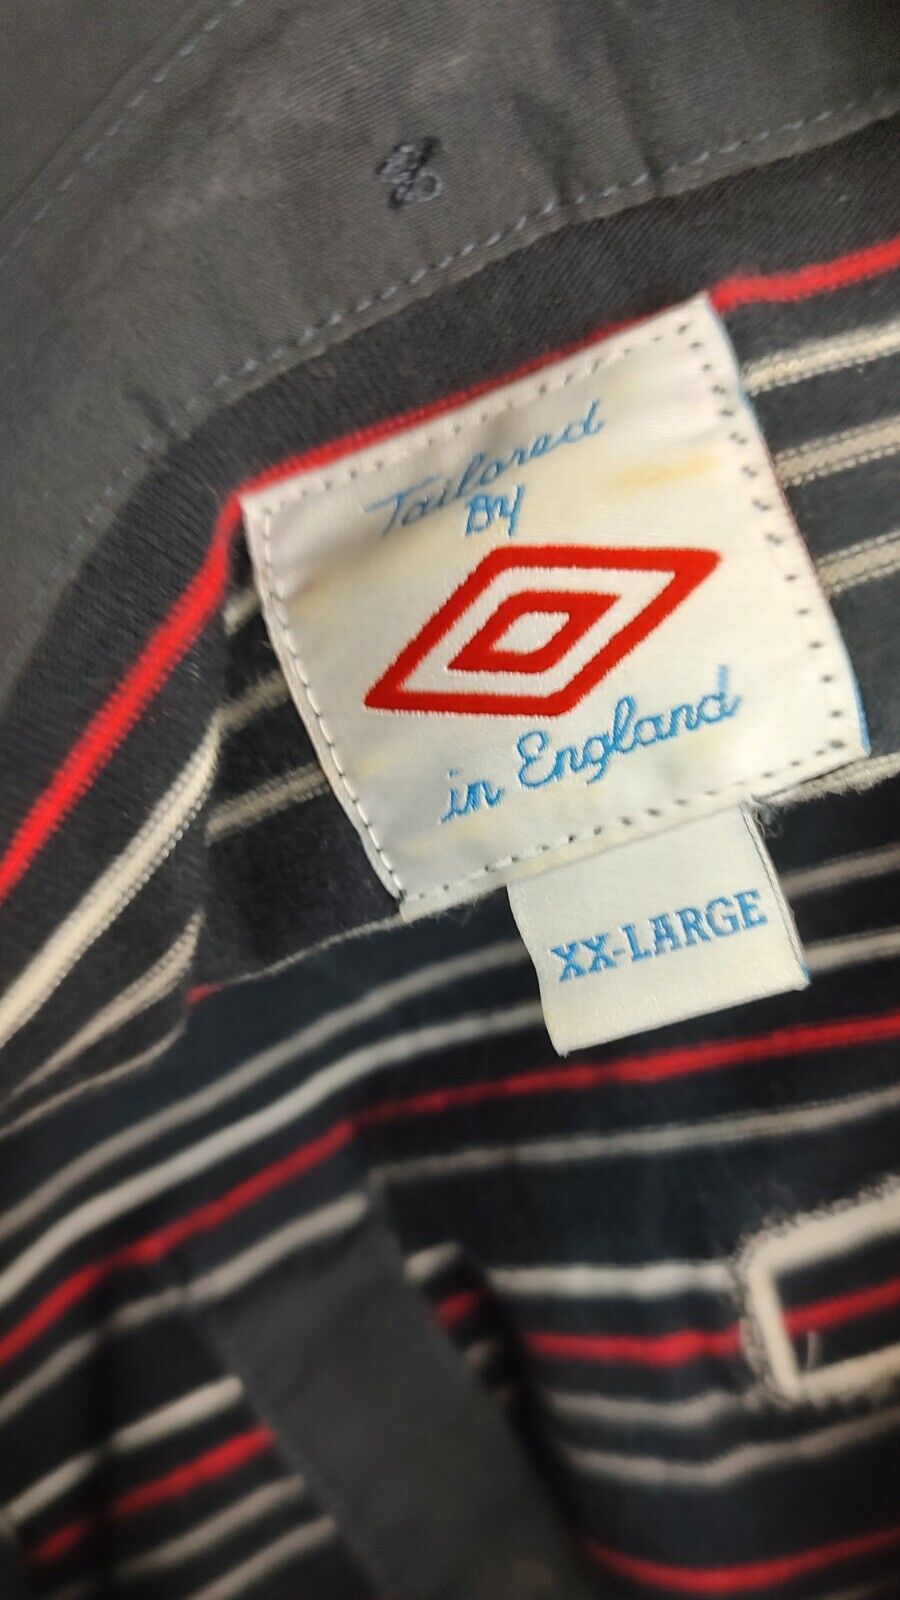 Tailored
By
in England
XX-LARGE